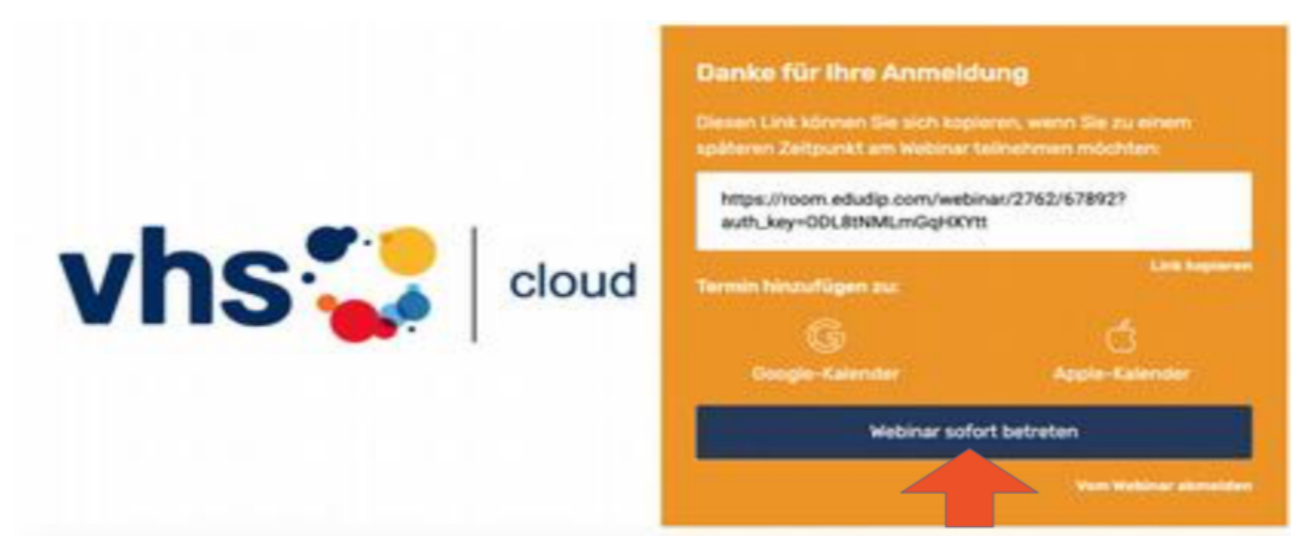 vhs
cloud
Danke für Ihre Anmeldung
Diesen Link können Sie sich kopieren, wenn Sie zu einem
späteren Zeitpunkt am Webinar teilnehmen möchten:
https://room.edudip.com/webinar/2762/67892?
auth_key=ODL8tNMLmGqHXYtt
Link kopieren
Termin hinzufügen zu:
Google-Kalender
Apple-Kalender
Webinar sofort betreten
Vom Webinar abmelden